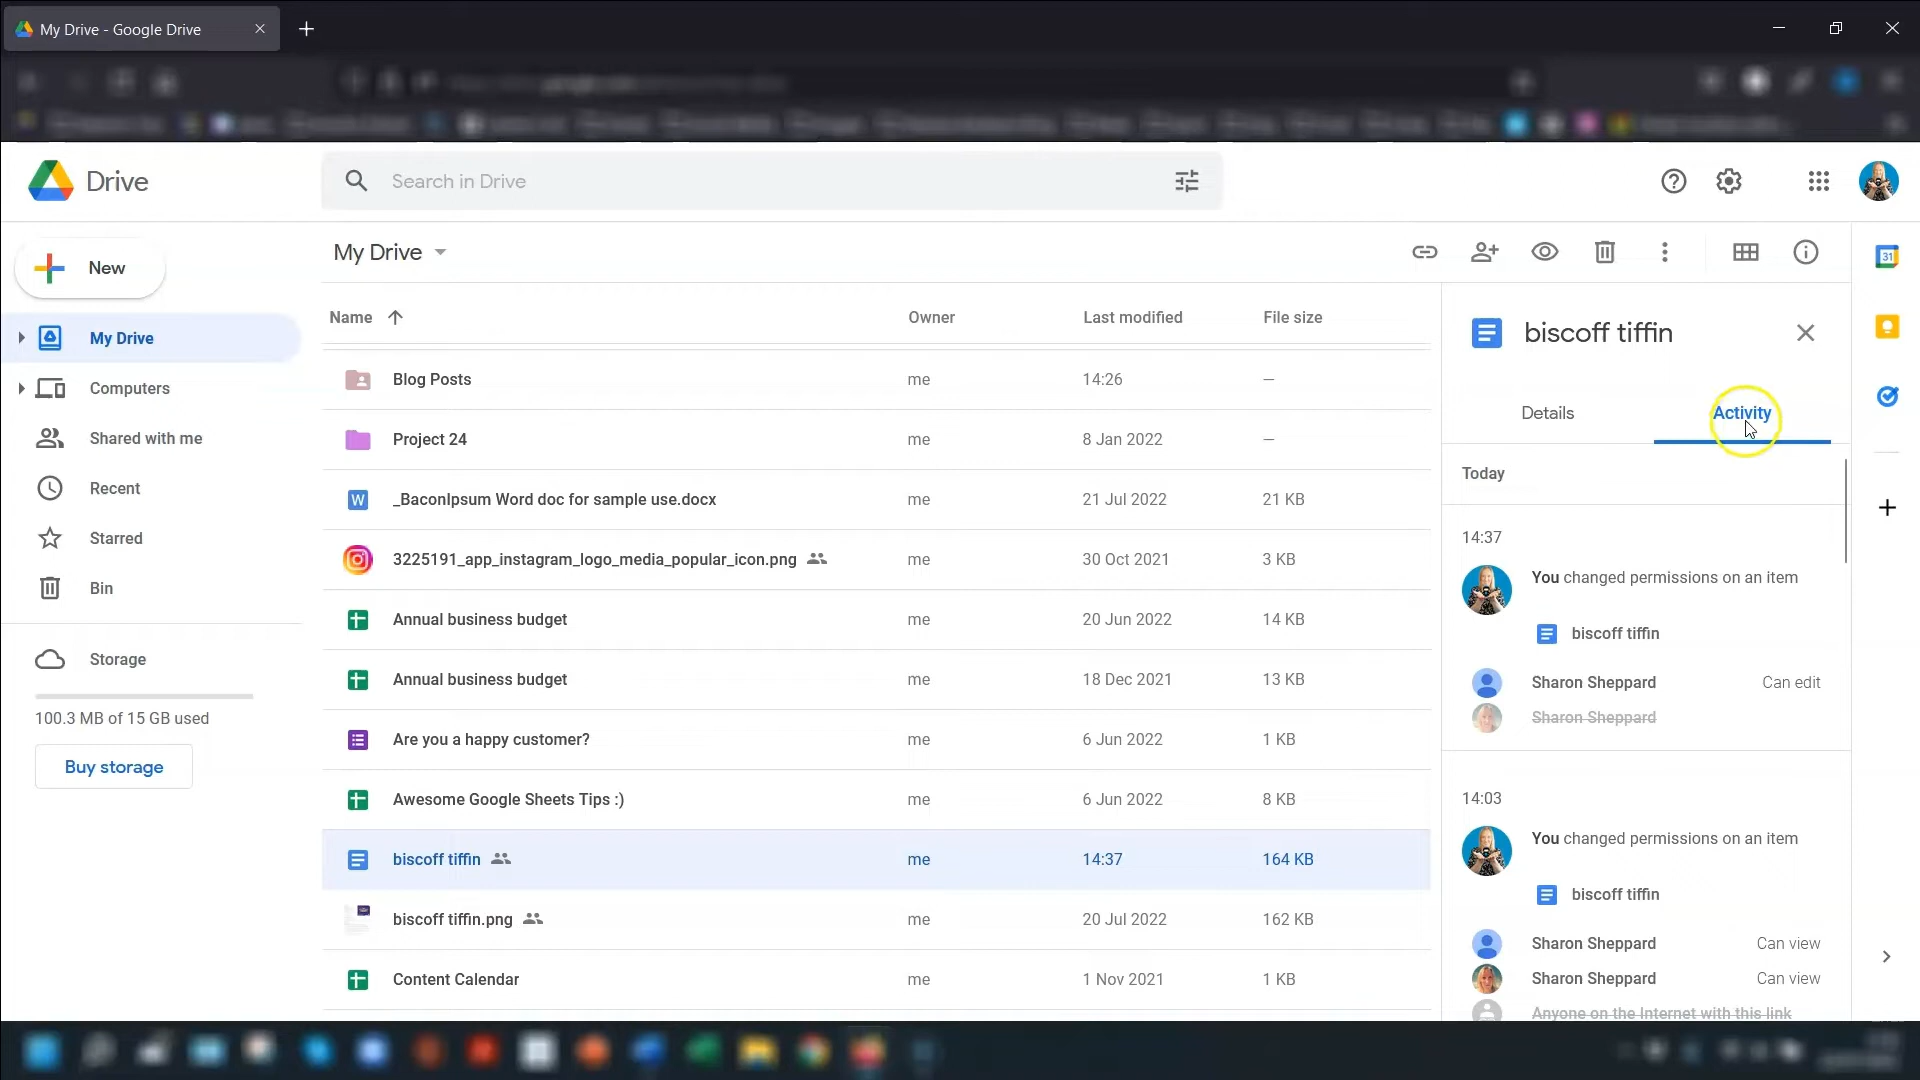 My Drive - Google Drive
Drive
Search in Drive
New
My Drive
Computers
Shared with me
Recent
Starred
Bin
Storage
100.3 MB of 15 GB used
Buy storage
My Drive
Name Owner Last modified File size
Blog Posts me 14:26 —
Project 24 me 8 Jan 2022 —
W _BaconIpsum Word doc for sample use.docx me 21 Jul 2022 21 KB
3225191_app_instagram_logo_media_popular_icon.png me 30 Oct 2021 3 KB
Annual business budget me 20 Jun 2022 14 KB
Annual business budget me 18 Dec 2021 13 KB
Are you a happy customer? me 6 Jun 2022 1 KB
Awesome Google Sheets Tips :) me 6 Jun 2022 8 KB
biscoff tiffin me 14:37 164 KB
biscoff tiffin.png me 20 Jul 2022 162 KB
Content Calendar me 1 Nov 2021 1 KB
biscoff tiffin
Details Activity
Today
14:37
You changed permissions on an item
biscoff tiffin
Sharon Sheppard Can edit
Sharon Sheppard
14:03
You changed permissions on an item
biscoff tiffin
Sharon Sheppard Can view
Sharon Sheppard Can view
Anyone on the Internet with this link
31